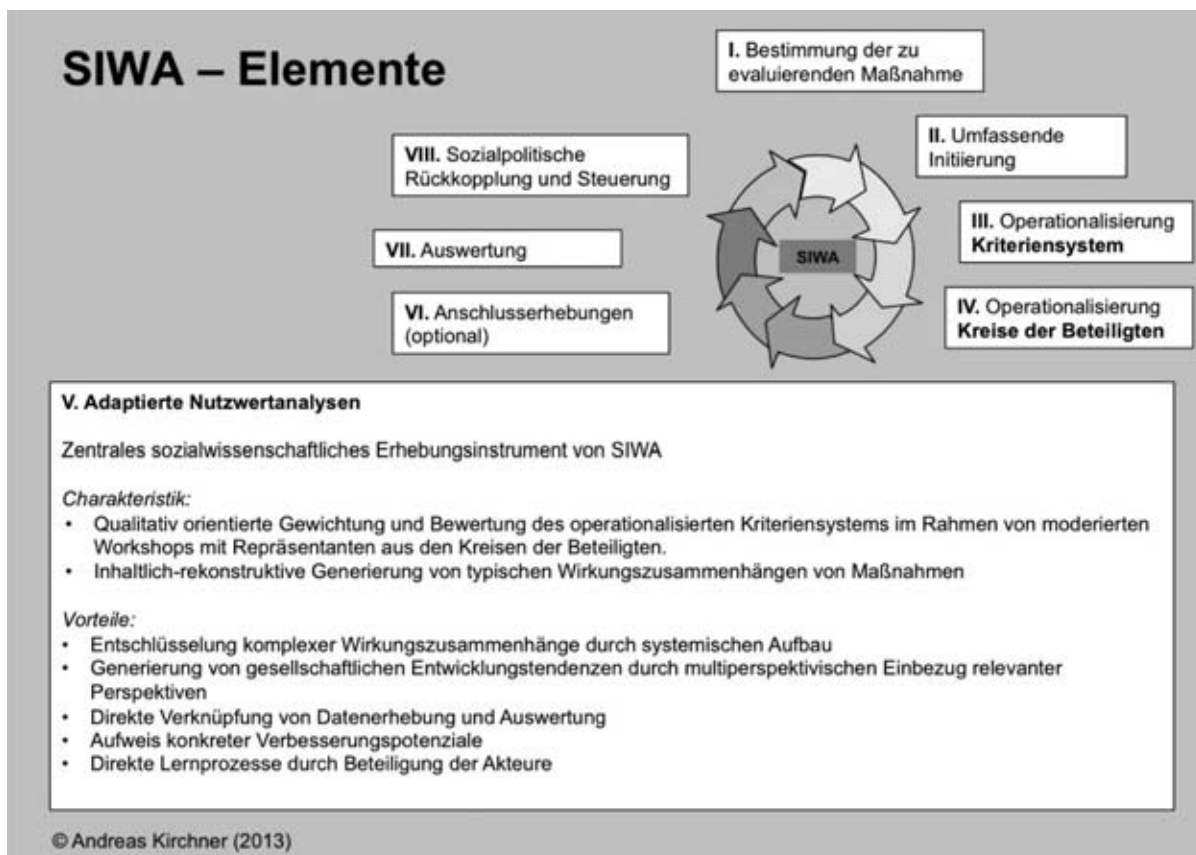 SIWA – Elemente
I. Bestimmung der zu
evaluierenden Maßnahme
II. Umfassende
Initiierung
III. Operationalisierung
Kriteriensystem
IV. Operationalisierung
Kreise der Beteiligten
VIII. Sozialpolitische
Rückkopplung und Steuerung
VII. Auswertung
VI. Anschlusserhebungen
(optional)
SIWA
V. Adaptierte Nutzwertanalysen
Zentrales sozialwissenschaftliches Erhebungsinstrument von SIWA
Charakteristik:
• Qualitativ orientierte Gewichtung und Bewertung des operationalisierten Kriteriensystems im Rahmen von moderierten
Workshops mit Repräsentanten aus den Kreisen der Beteiligten.
• Inhaltlich-rekonstruktive Generierung von typischen Wirkungszusammenhängen von Maßnahmen
Vorteile:
• Entschlüsselung komplexer Wirkungszusammenhänge durch systemischen Aufbau
• Generierung von gesellschaftlichen Entwicklungstendenzen durch multiperspektivischen Einbezug relevanter
Perspektiven
• Direkte Verknüpfung von Datenerhebung und Auswertung
• Aufweis konkreter Verbesserungspotenziale
• Direkte Lernprozesse durch Beteiligung der Akteure
© Andreas Kirchner (2013)